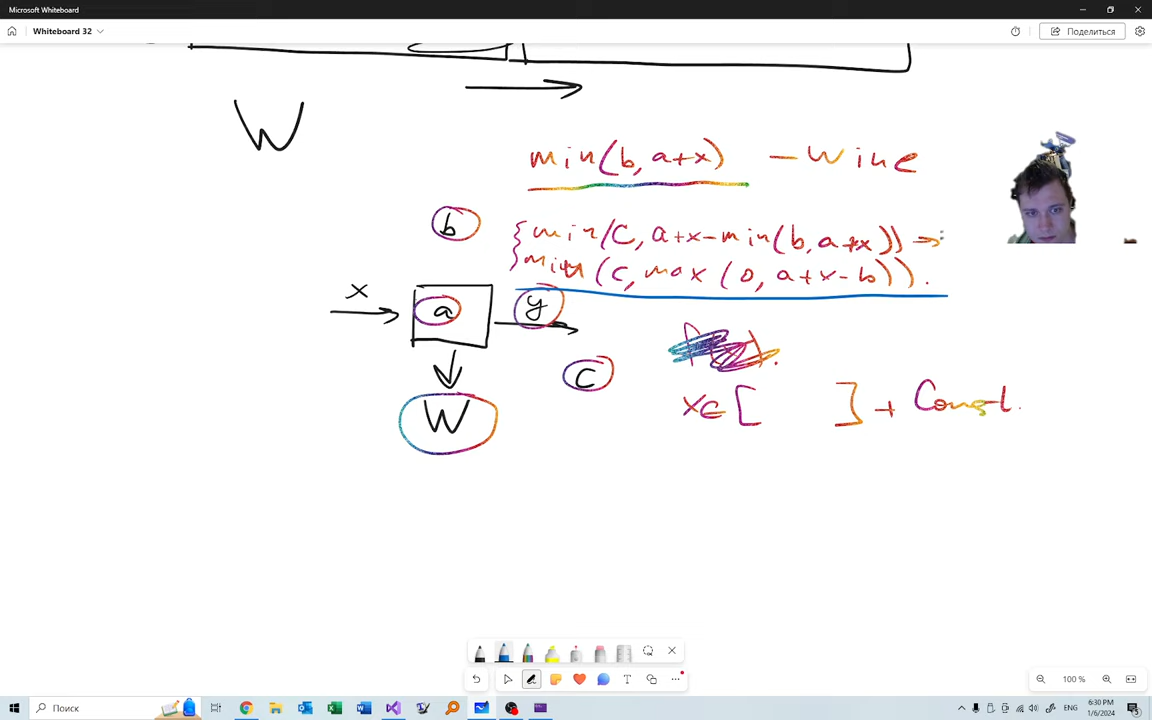 Microsoft Whiteboard
Whiteboard 32
Поделиться
W
min(b, a+x) - Wine
b
{ min(C, a+x-min(b, a+x)) =>
min(c, max(0, a+x-b)).
x
a
y
c
W
x∈[ ] + Const.
100 %
Поиск
ENG
6:30 PM
1/6/2024